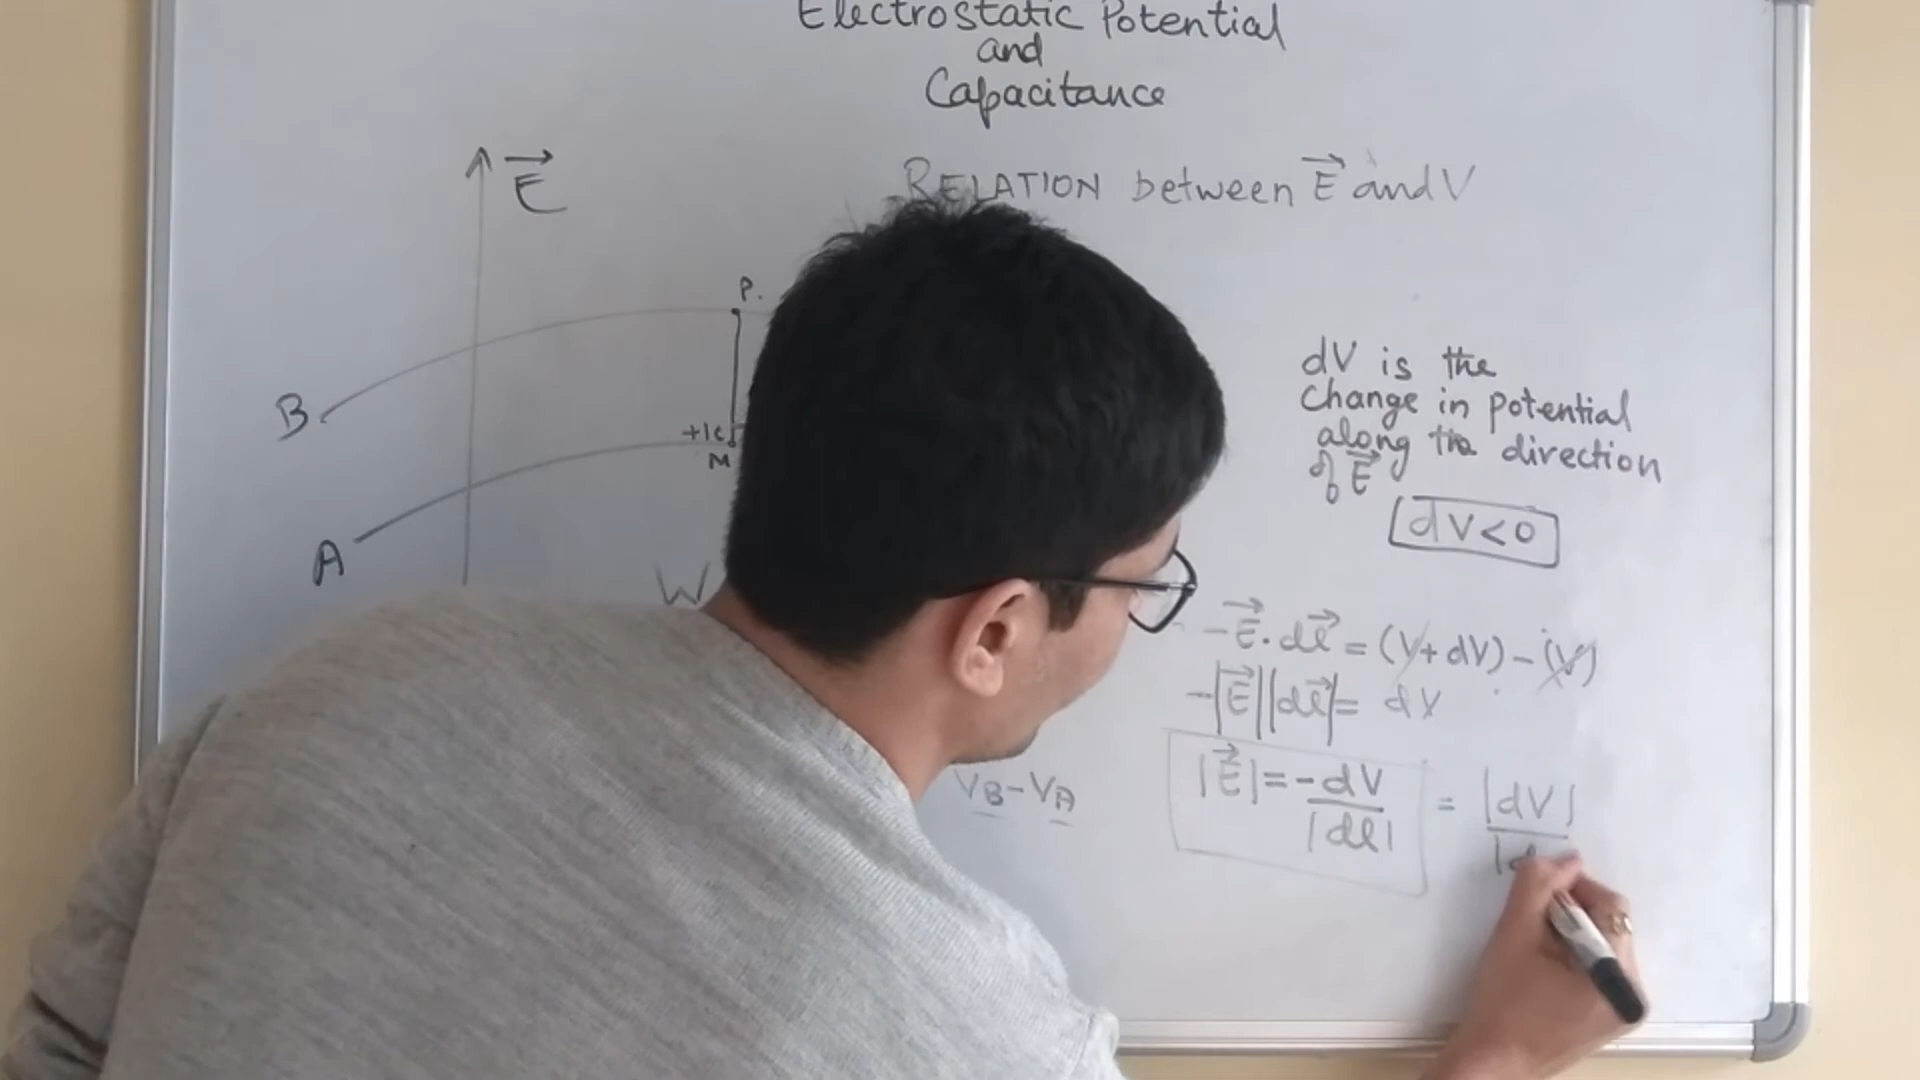 Electrostatic Potential
and
Capacitance
RELATION between E⃗ and V
E⃗
P.
B
+1C
M
A
W
dV is the
Change in potential
along the direction
of E⃗
dV<0
-E⃗.dl⃗ = (V+dV)-(V)
-|E⃗||dl⃗|= dV
VB-VA
|E⃗|=-dV/|dl| = |dV|/|d